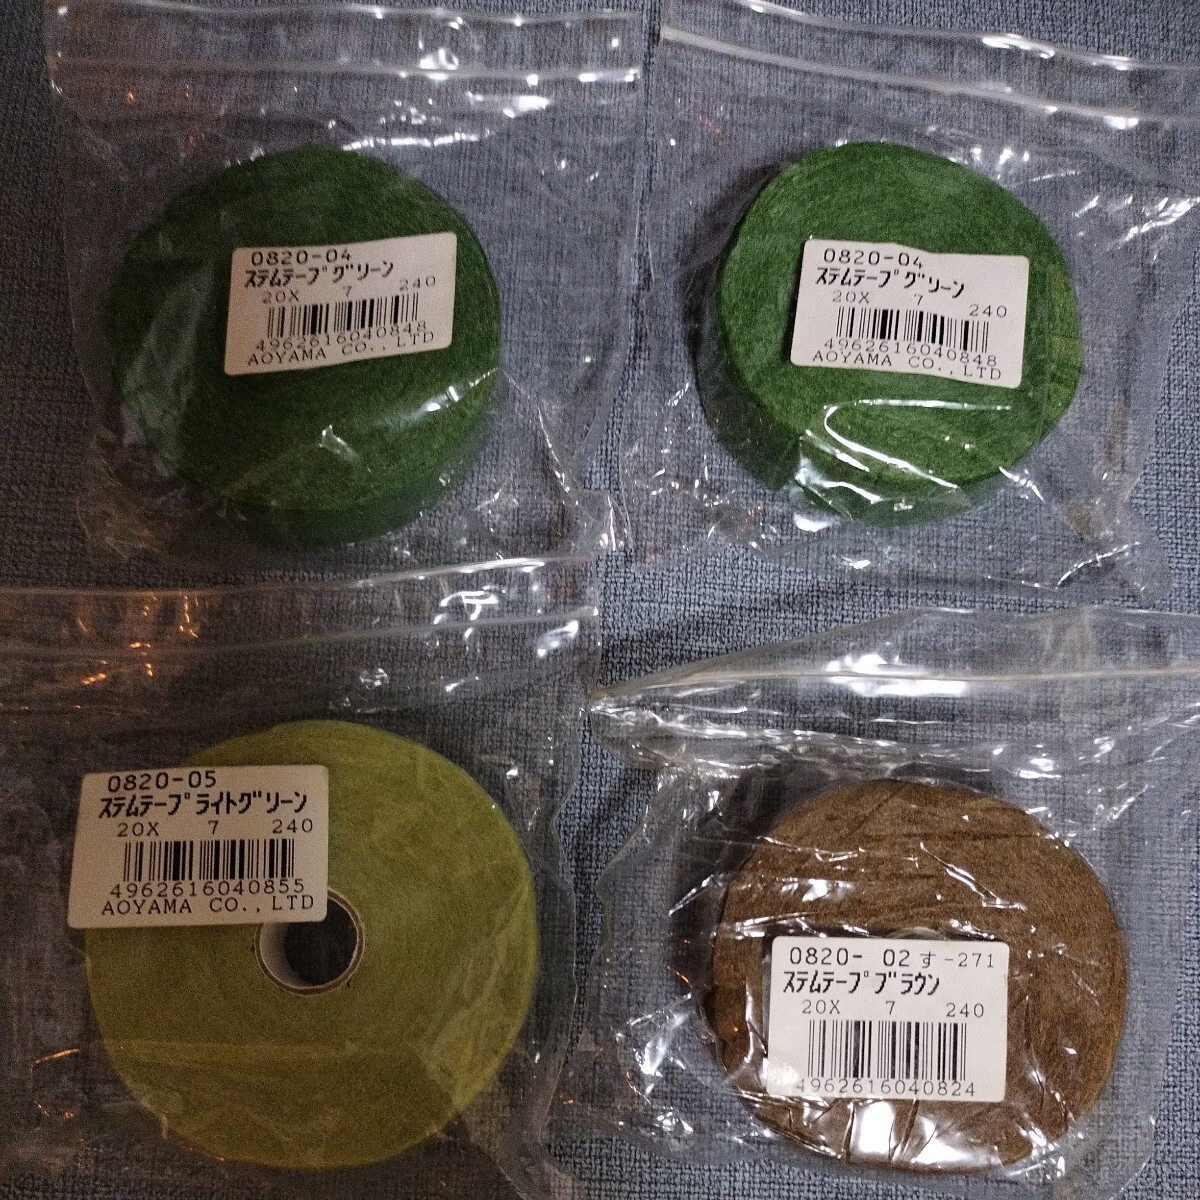 0820-04
ステムテープグリーン
20X 7 240
4962616040848
AOYAMA CO.,LTD
0820-04
ステムテープグリーン
20X 7 240
4962616040848
AOYAMA CO.,LTD
0820-05
ステムテープライトグリーン
20X 7 240
4962616040855
AOYAMA CO.,LTD
0820- 02す-271
ステムテープブラウン
20X 7 240
4962616040824